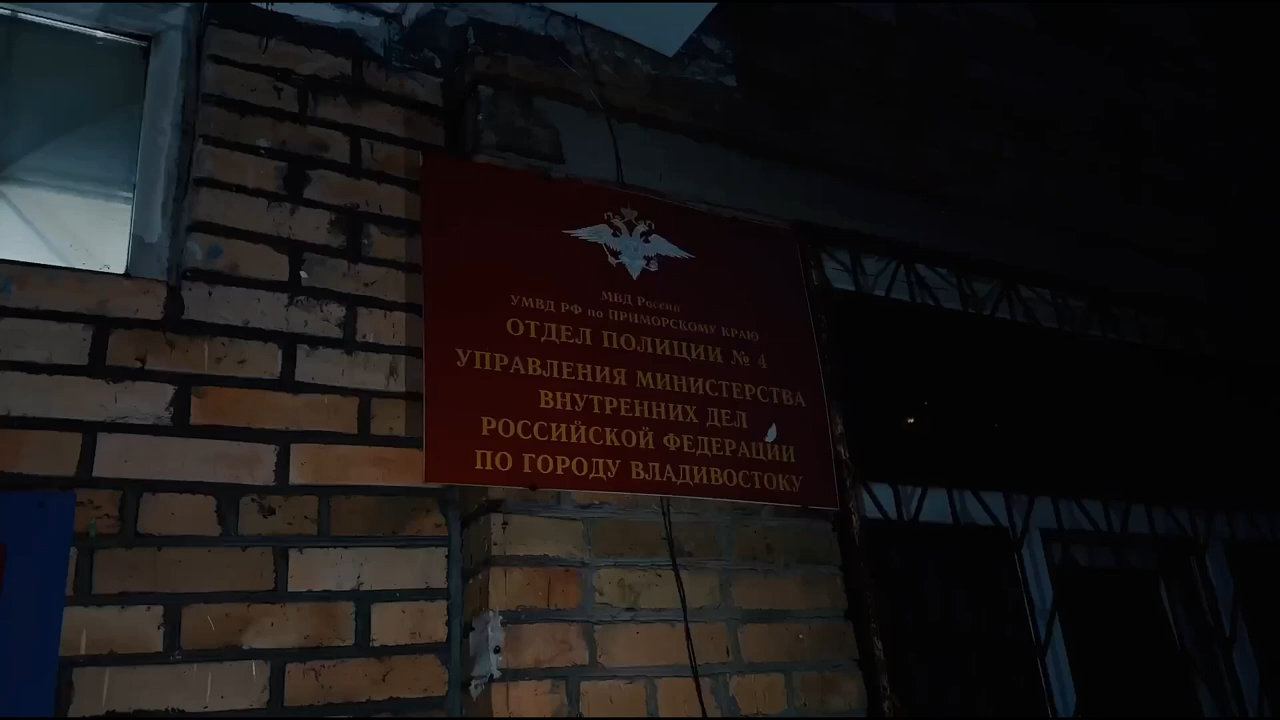 МВД России
УМВД РФ по ПРИМОРСКОМУ КРАЮ
ОТДЕЛ ПОЛИЦИИ № 4
УПРАВЛЕНИЯ МИНИСТЕРСТВА
ВНУТРЕННИХ ДЕЛ
РОССИЙСКОЙ ФЕДЕРАЦИИ
ПО ГОРОДУ ВЛАДИВОСТОКУ